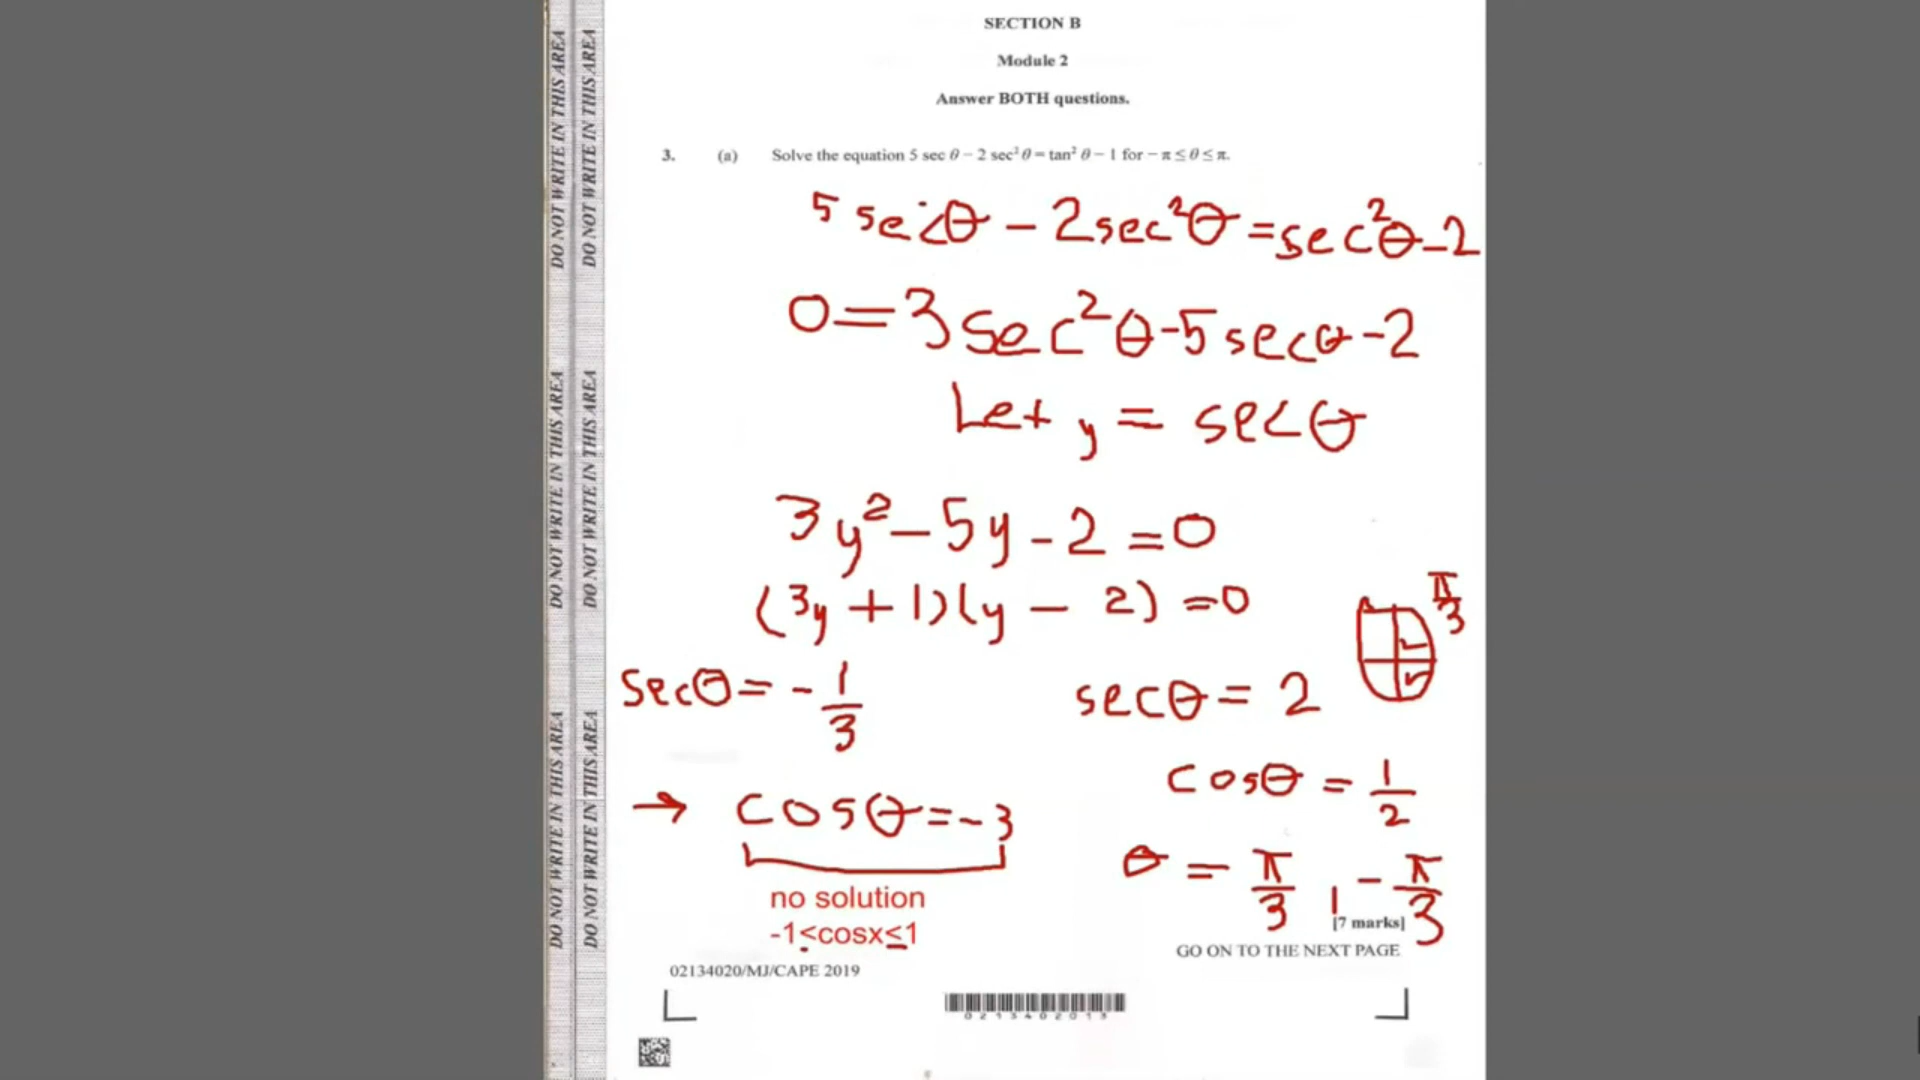 SECTION B
Module 2
Answer BOTH questions.
3. (a) Solve the equation 5 sec θ – 2 sec² θ = tan² θ – 1 for – π ≤ θ ≤ π.
5 secθ – 2sec²θ = sec²θ – 2
0 = 3 sec²θ - 5 secθ - 2
Let y = secθ
3y² – 5y - 2 = 0
(3y + 1)(y – 2) = 0
π/3
secθ = - 1/3
secθ = 2
→ cosθ = - 3
cosθ = 1/2
no solution
-1≤cosx≤1
θ = π/3 , - π/3
[7 marks]
GO ON TO THE NEXT PAGE
02134020/MJ/CAPE 2019
0213402013
DO NOT WRITE IN THIS AREA
DO NOT WRITE IN THIS AREA
DO NOT WRITE IN THIS AREA
DO NOT WRITE IN THIS AREA
DO NOT WRITE IN THIS AREA
DO NOT WRITE IN THIS AREA